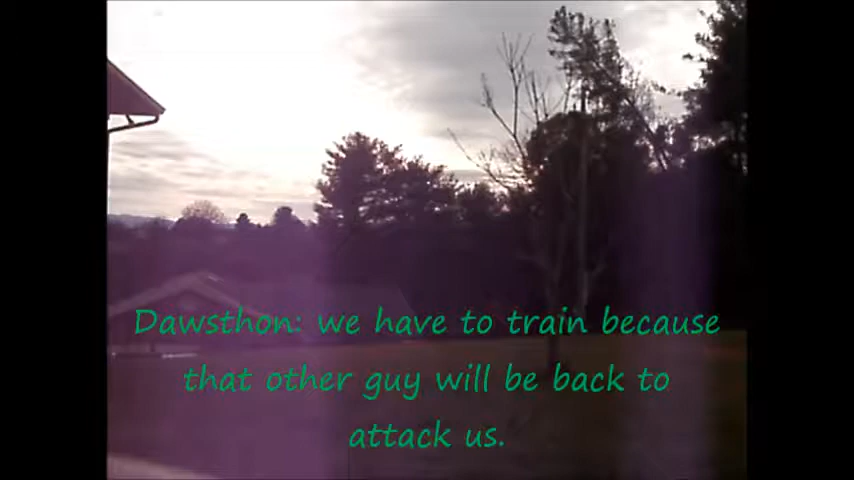 Dawsthon: we have to train because
that other guy will be back to
attack us.